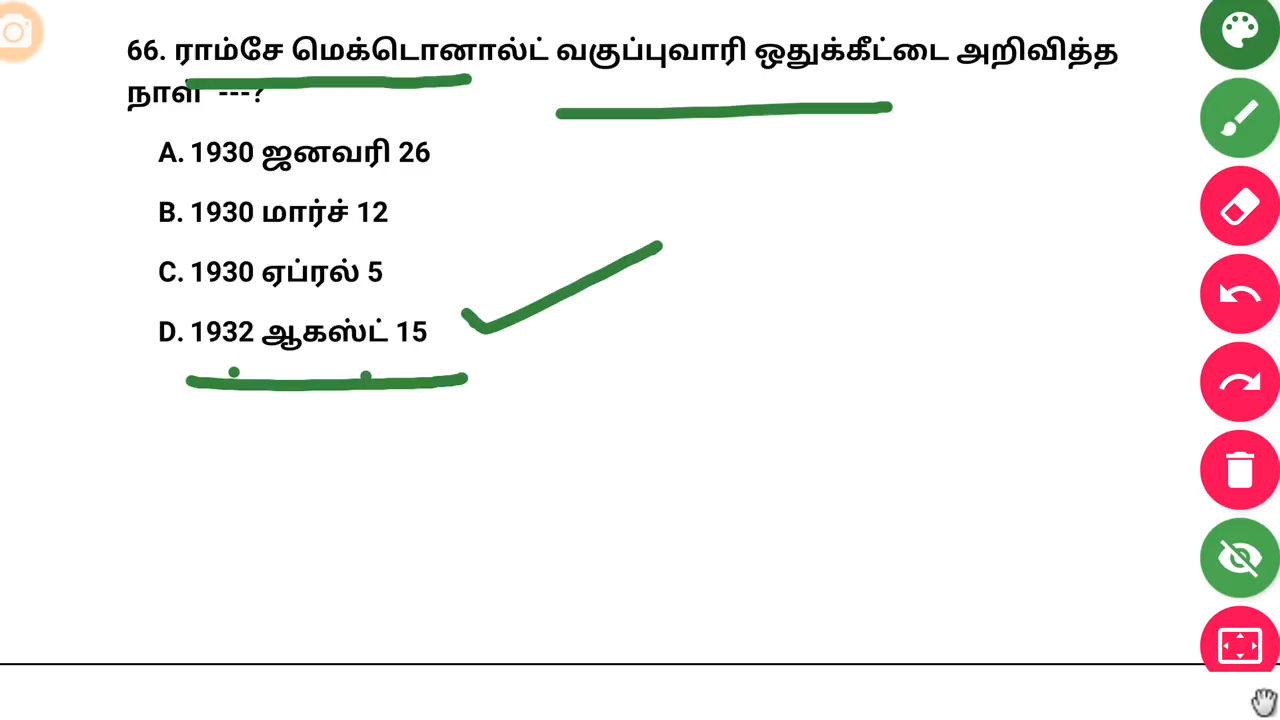 66. ராம்சே மெக்டொனால்ட் வகுப்புவாரி ஒதுக்கீட்டை அறிவித்த
நாள் ---?
A. 1930 ஜனவரி 26
B. 1930 மார்ச் 12
C. 1930 ஏப்ரல் 5
D. 1932 ஆகஸ்ட் 15